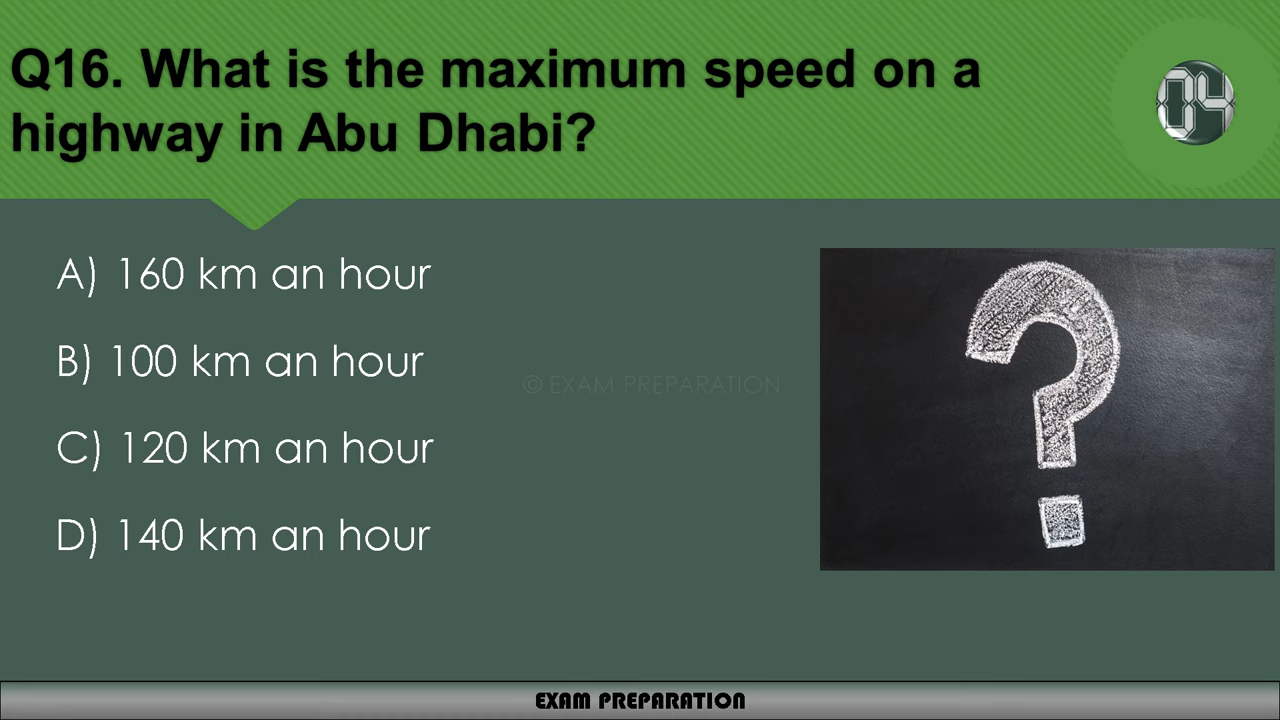 Q16. What is the maximum speed on a
highway in Abu Dhabi?
04
A) 160 km an hour
B) 100 km an hour
© EXAM PREPARATION
C) 120 km an hour
D) 140 km an hour
?
EXAM PREPARATION